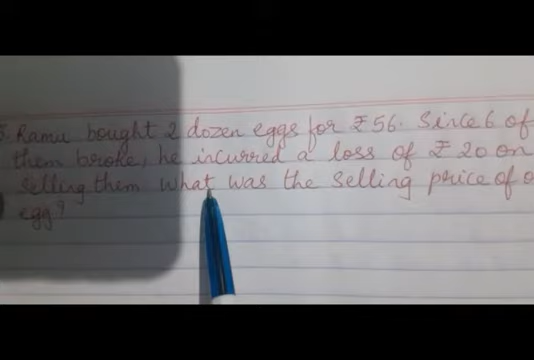 5. Ramu bought 2 dozen eggs for ₹56. Since 6 of
them broke, he incurred a loss of ₹20 on
selling them what was the selling price of
egg?